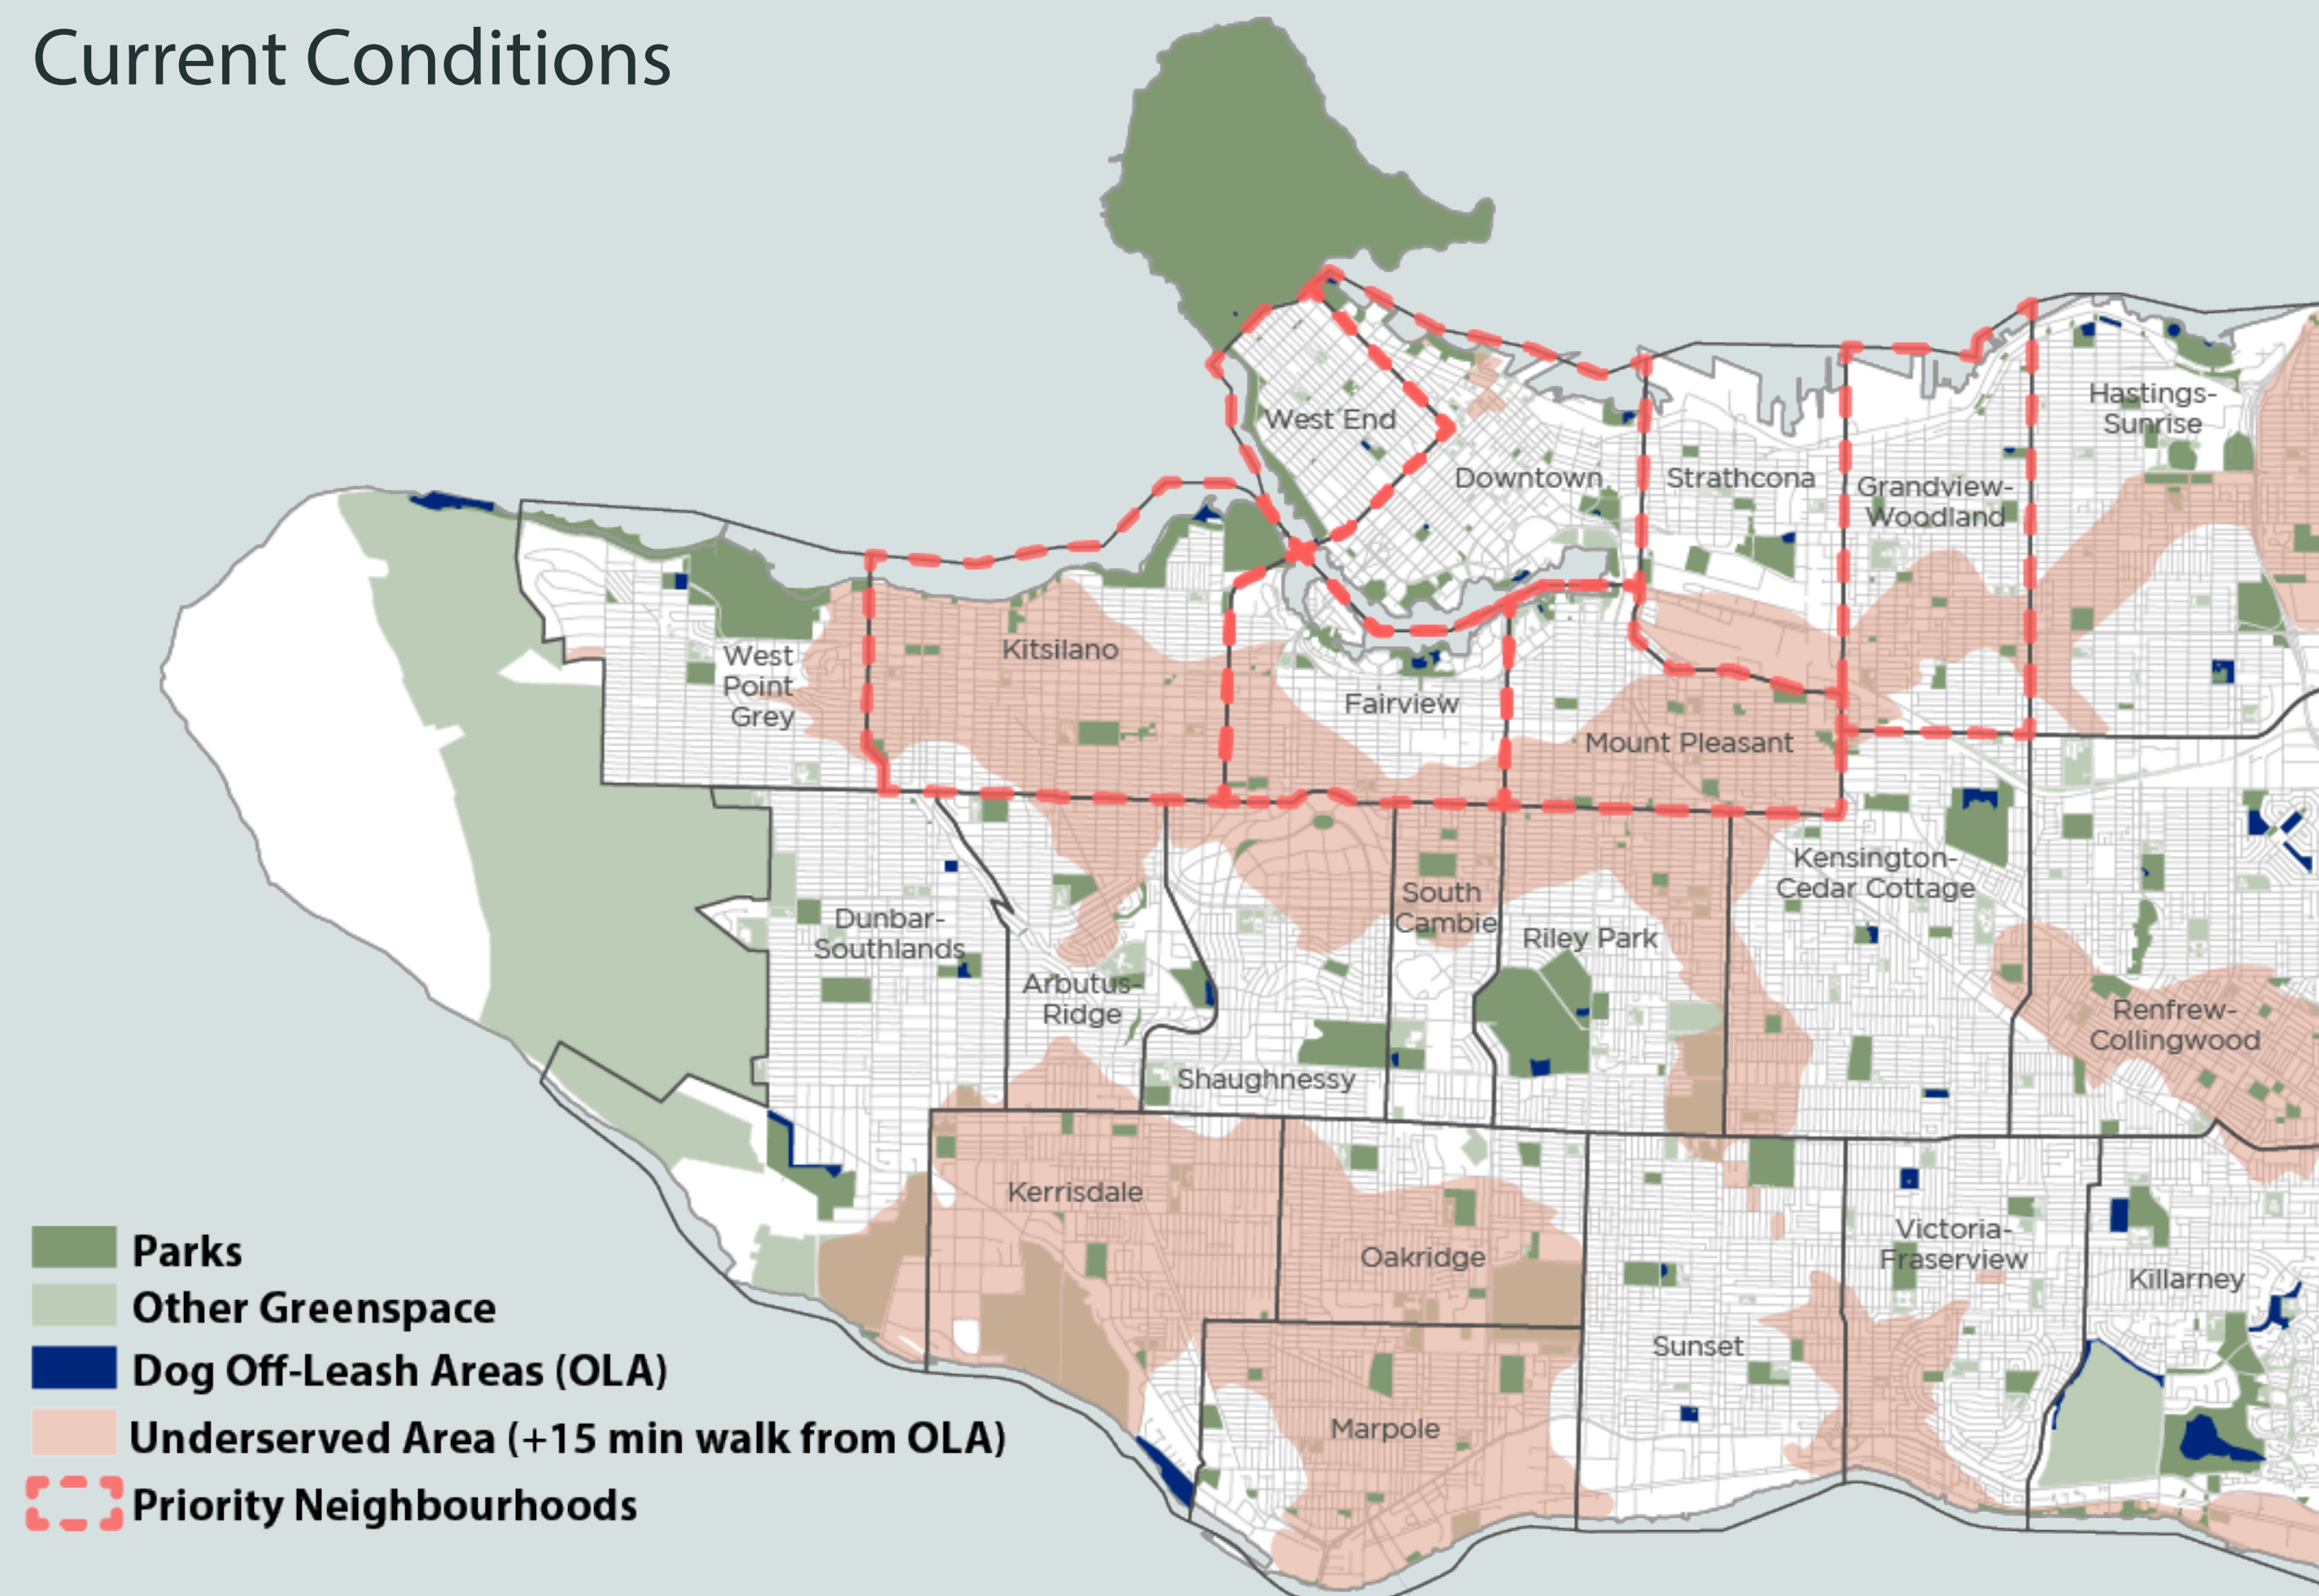 Current Conditions
West End
Downtown
Strathcona
Grandview-
Woodland
Hastings-
Sunrise
West
Point
Grey
Kitsilano
Fairview
Mount Pleasant
Dunbar-
Southlands
Arbutus-
Ridge
Shaughnessy
South
Cambie
Riley Park
Kensington-
Cedar Cottage
Renfrew-
Collingwood
Kerrisdale
Oakridge
Marpole
Sunset
Victoria-
Fraserview
Killarney
Parks
Other Greenspace
Dog Off-Leash Areas (OLA)
Underserved Area (+15 min walk from OLA)
Priority Neighbourhoods